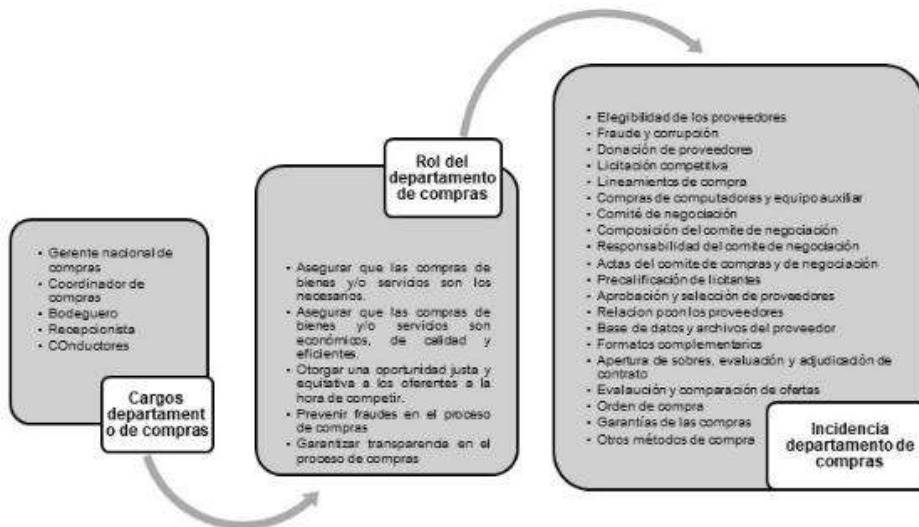 • Gerente nacional de
compras
• Coordinador de
compras
• Bodeguero
• Recepcionista
• COnductores
Cargos
departament
o de compras
Rol del
departamento
de compras
• Asegurar que las compras de
bienes y/o servicios son los
necesarios.
• Asegurar que las compras de
bienes y/o servicios son
económicos, de calidad y
eficientes.
• Otorgar una oportunidad justa y
equitativa a los oferentes a la
hora de competir.
• Prevenir fraudes en el proceso
de compras
• Garantizar transparencia en el
proceso de compras
• Elegibilidad de los proveedores
• Fraude y corrupción
• Donación de proveedores
• Licitación competitiva
• Lineamientos de compra
• Compras de computadoras y equipo auxiliar
• Comité de negociación
• Composición del comite de negociación
• Responsabilidad del comite de negociación
• Actas del comite de compras y de negociación
• Precalificación de licitantes
• Aprobación y selección de proveedores
• Relacion pcon los proveedores
• Base de datos y archivos del proveedor
• Formatos complementarios
• Apertura de sobres, evaluación y adjudicación de
contrato
• Evalaución y comparación de ofertas
• Orden de compra
• Garantías de las compras
• Otros métodos de compra
Incidencia
departamento de
compras